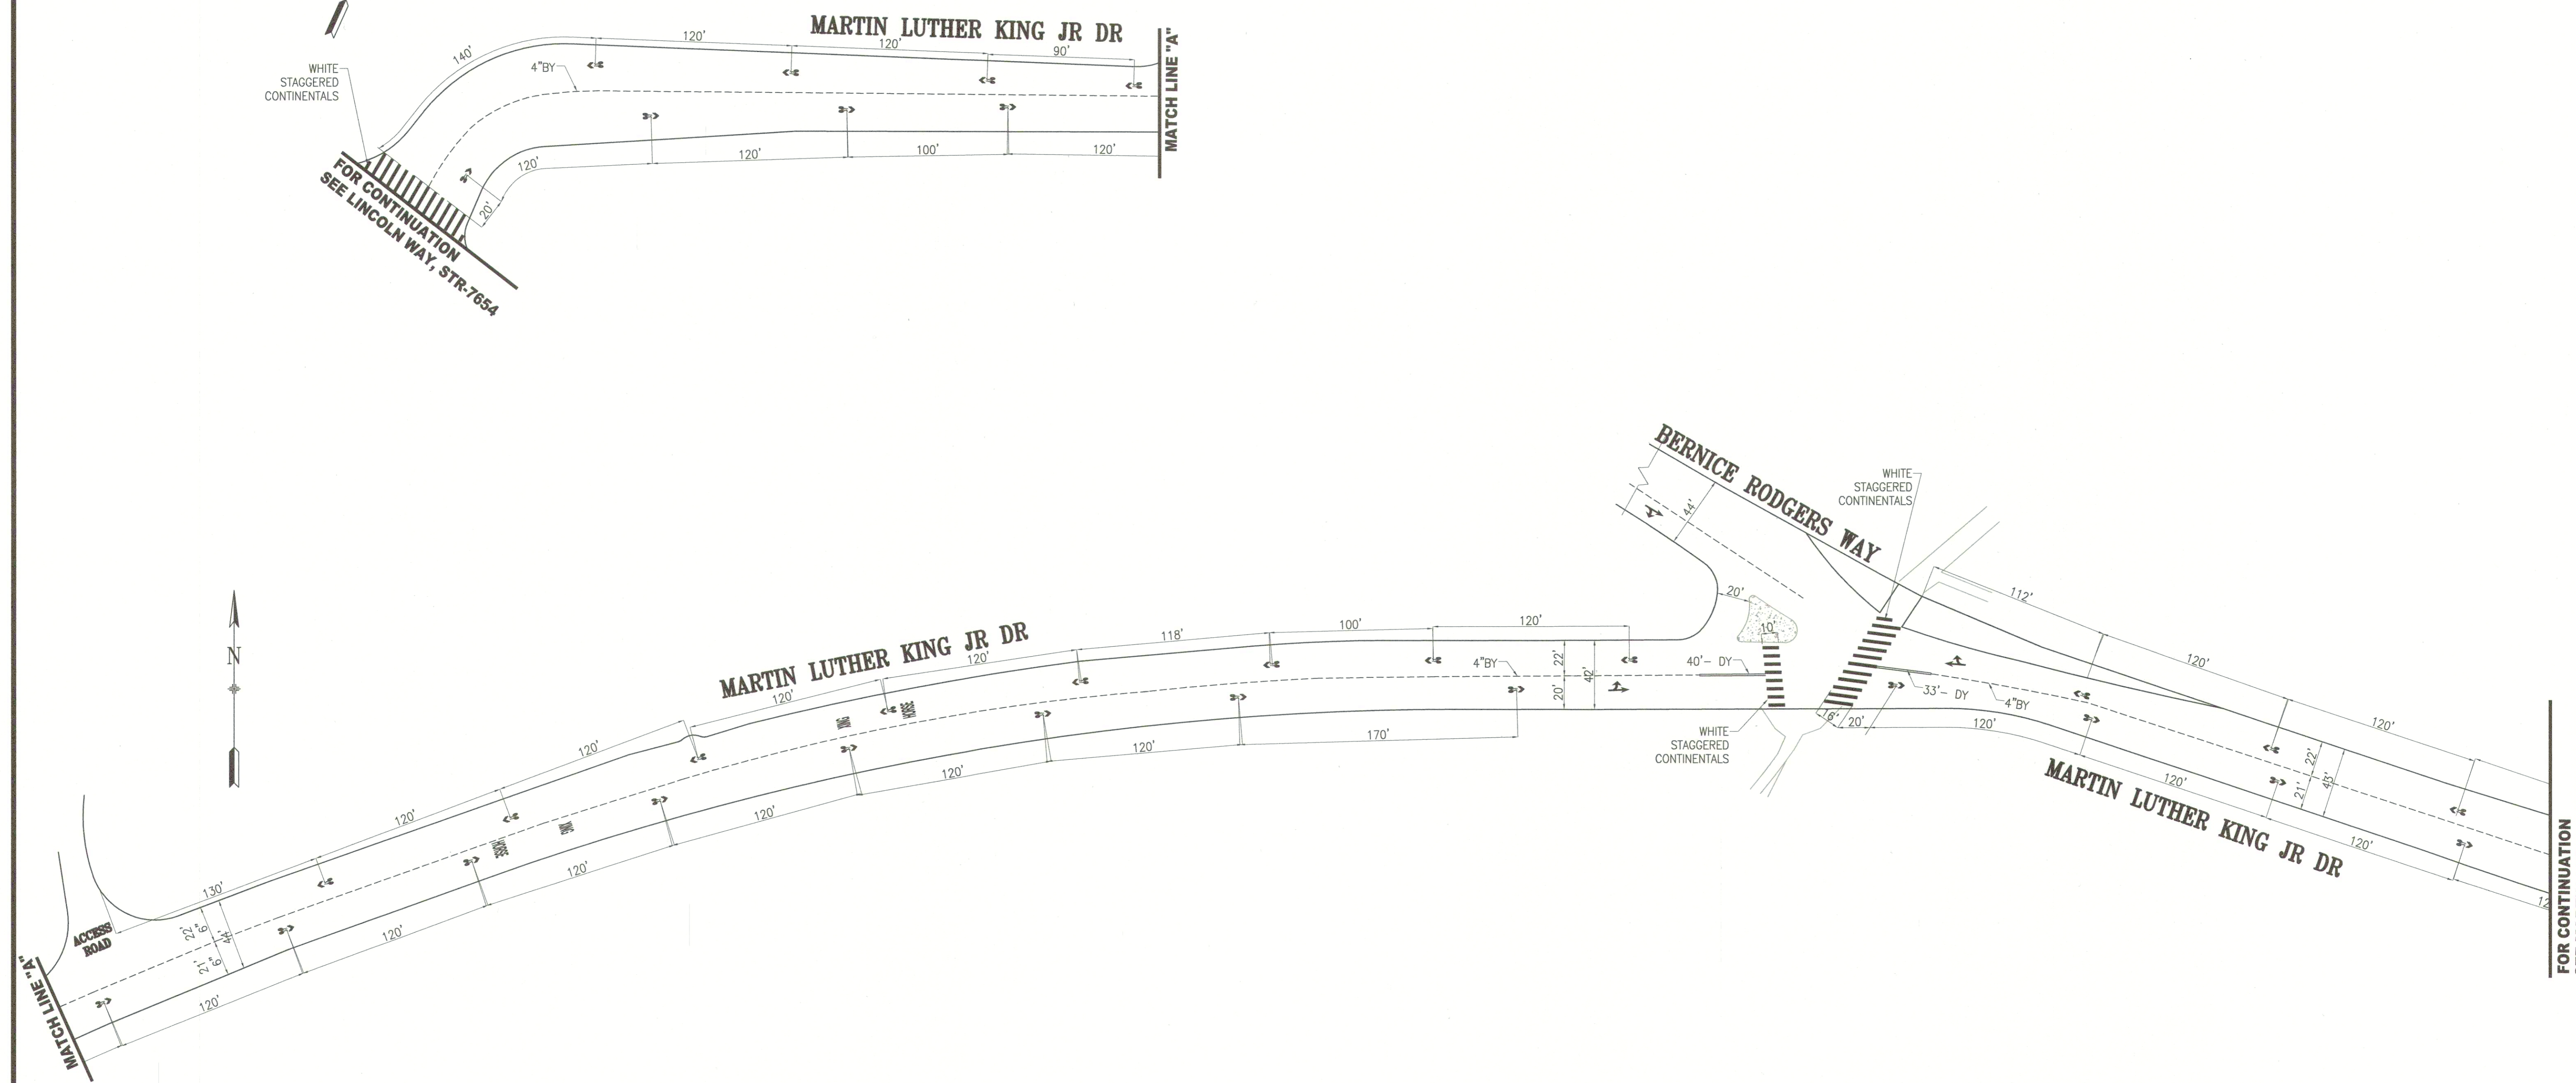 MARTIN LUTHER KING JR DR
120'
120'
90'
140'
WHITE
STAGGERED
CONTINENTALS
4"BY
MATCH LINE "A"
120'
120'
100'
120'
20'
FOR CONTINUATION
SEE LINCOLN WAY, STR-7654
BERNICE RODGERS WAY
WHITE
STAGGERED
CONTINENTALS
44'
20'
10'
112'
120'
120'
N
MARTIN LUTHER KING JR DR
130'
120'
120'
120'
120'
118'
100'
120'
4"BY
22'
20'
42'
40'- DY
XING
HORSE
XING
HORSE
33'- DY
4"BY
16'
20'
120'
WHITE
STAGGERED
CONTINENTALS
22'
21'
43'
MARTIN LUTHER KING JR DR
120'
120'
170'
120'
120'
120'
120'
120'
120'
120'
ACCESS
ROAD
22'
6"
21'
6"
44'
MATCH LINE "A"
FOR CONTINUATION